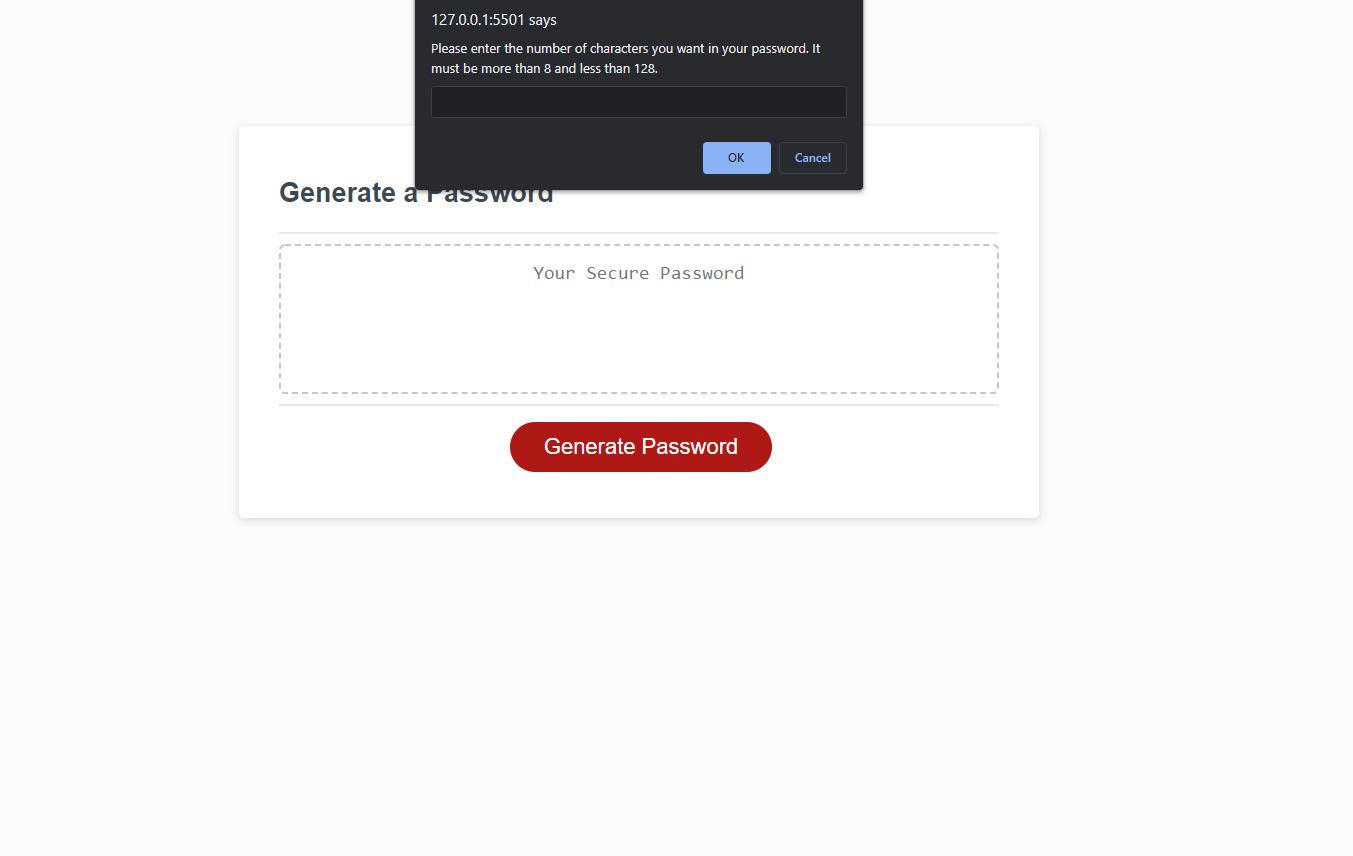 127.0.0.1:5501 says
Please enter the number of characters you want in your password. It
must be more than 8 and less than 128.
OK
Cancel
Generate a Password
Your Secure Password
Generate Password